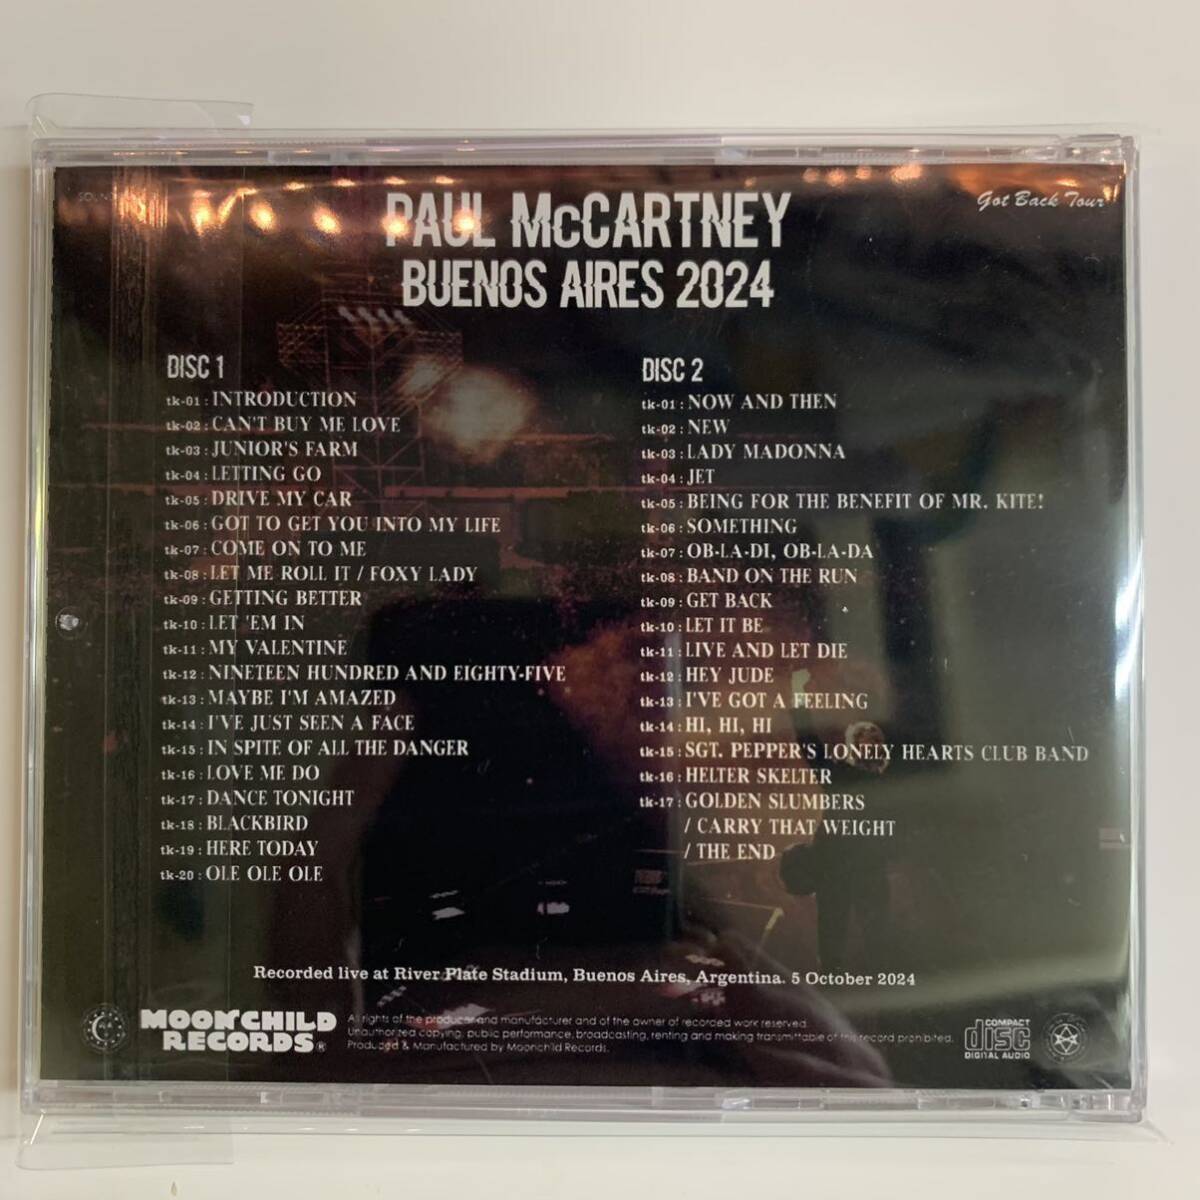 Got Back Tour
PAUL McCARTNEY
BUENOS AIRES 2024
DISC 1
tk-01 : INTRODUCTION
tk-02 : CAN'T BUY ME LOVE
tk-03 : JUNIOR'S FARM
tk-04 : LETTING GO
tk-05 : DRIVE MY CAR
tk-06 : GOT TO GET YOU INTO MY LIFE
tk-07 : COME ON TO ME
tk-08 : LET ME ROLL IT / FOXY LADY
tk-09 : GETTING BETTER
tk-10 : LET 'EM IN
tk-11 : MY VALENTINE
tk-12 : NINETEEN HUNDRED AND EIGHTY-FIVE
tk-13 : MAYBE I'M AMAZED
tk-14 : I'VE JUST SEEN A FACE
tk-15 : IN SPITE OF ALL THE DANGER
tk-16 : LOVE ME DO
tk-17 : DANCE TONIGHT
tk-18 : BLACKBIRD
tk-19 : HERE TODAY
tk-20 : OLE OLE OLE
DISC 2
tk-01 : NOW AND THEN
tk-02 : NEW
tk-03 : LADY MADONNA
tk-04 : JET
tk-05 : BEING FOR THE BENEFIT OF MR. KITE!
tk-06 : SOMETHING
tk-07 : OB-LA-DI, OB-LA-DA
tk-08 : BAND ON THE RUN
tk-09 : GET BACK
tk-10 : LET IT BE
tk-11 : LIVE AND LET DIE
tk-12 : HEY JUDE
tk-13 : I'VE GOT A FEELING
tk-14 : HI, HI, HI
tk-15 : SGT. PEPPER'S LONELY HEARTS CLUB BAND
tk-16 : HELTER SKELTER
tk-17 : GOLDEN SLUMBERS
/ CARRY THAT WEIGHT
/ THE END
Recorded live at River Plate Stadium, Buenos Aires, Argentina. 5 October 2024
MOONCHILD
RECORDS®
All rights of the producer and manufacturer and of the owner of recorded work reserved.
Unauthorized copying, public performance, broadcasting, renting and making transmittable of this record prohibited.
Produced & Manufactured by Moonchild Records.
COMPACT
disc
DIGITAL AUDIO